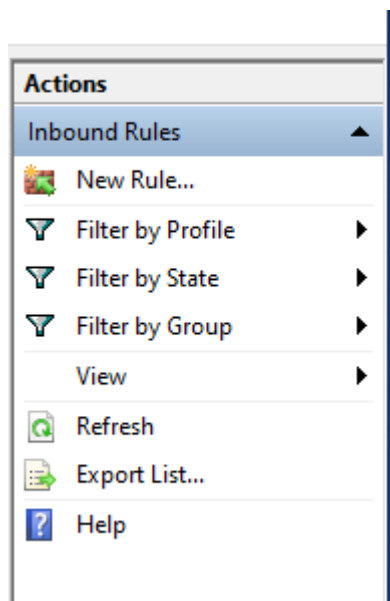 Actions
Inbound Rules
New Rule...
Filter by Profile
Filter by State
Filter by Group
View
Refresh
Export List...
Help